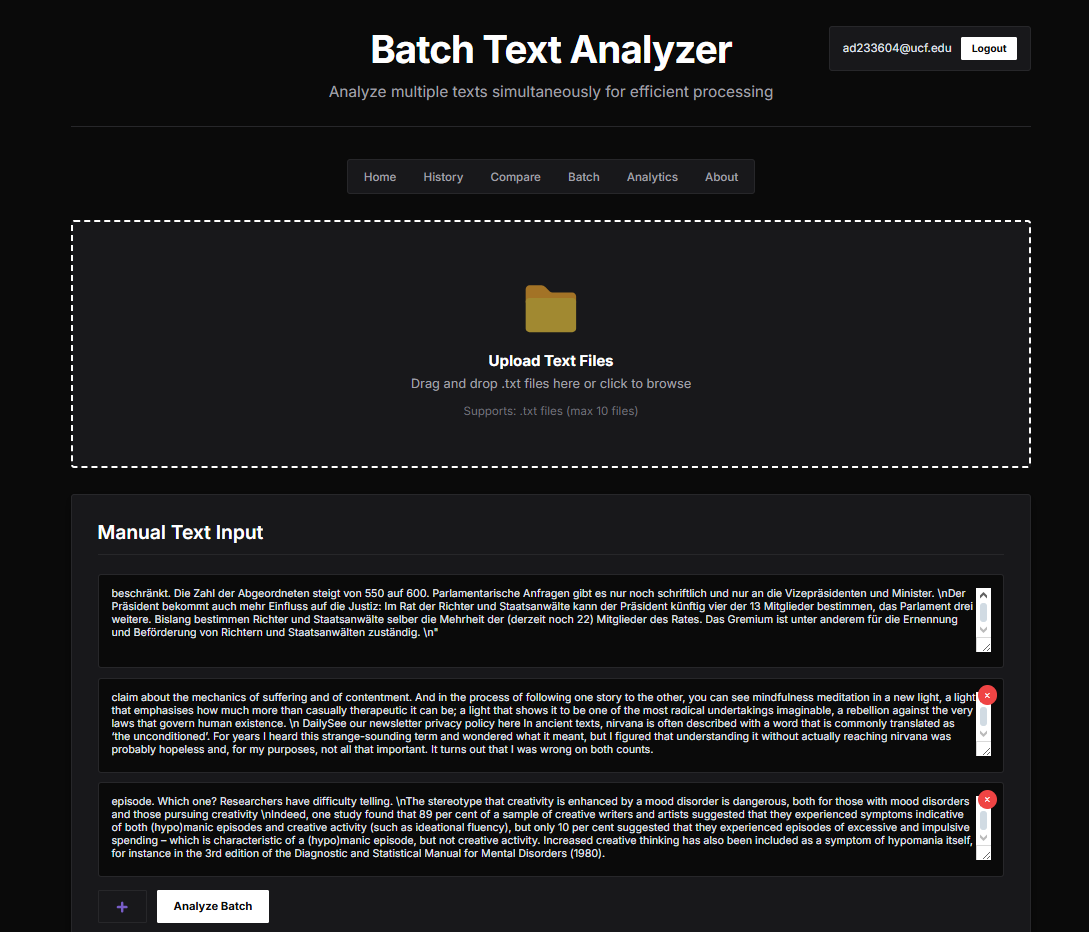 Batch Text Analyzer
ad233604@ucf.edu Logout
Analyze multiple texts simultaneously for efficient processing
Home History Compare Batch Analytics About
Upload Text Files
Drag and drop .txt files here or click to browse
Supports: .txt files (max 10 files)
Manual Text Input
beschränkt. Die Zahl der Abgeordneten steigt von 550 auf 600. Parlamentarische Anfragen gibt es nur noch schriftlich und nur an die Vizepräsidenten und Minister. \nDer
Präsident bekommt auch mehr Einfluss auf die Justiz: Im Rat der Richter und Staatsanwälte kann der Präsident künftig vier der 13 Mitglieder bestimmen, das Parlament drei
weitere. Bislang bestimmen Richter und Staatsanwälte selber die Mehrheit der (derzeit noch 22) Mitglieder des Rates. Das Gremium ist unter anderem für die Ernennung
und Beförderung von Richtern und Staatsanwälten zuständig. \n"
claim about the mechanics of suffering and of contentment. And in the process of following one story to the other, you can see mindfulness meditation in a new light, a light
that emphasises how much more than casually therapeutic it can be; a light that shows it to be one of the most radical undertakings imaginable, a rebellion against the very
laws that govern human existence. \n DailySee our newsletter privacy policy here In ancient texts, nirvana is often described with a word that is commonly translated as
‘the unconditioned’. For years I heard this strange-sounding term and wondered what it meant, but I figured that understanding it without actually reaching nirvana was
probably hopeless and, for my purposes, not all that important. It turns out that I was wrong on both counts.
episode. Which one? Researchers have difficulty telling. \nThe stereotype that creativity is enhanced by a mood disorder is dangerous, both for those with mood disorders
and those pursuing creativity \nIndeed, one study found that 89 per cent of a sample of creative writers and artists suggested that they experienced symptoms indicative
of both (hypo)manic episodes and creative activity (such as ideational fluency), but only 10 per cent suggested that they experienced episodes of excessive and impulsive
spending – which is characteristic of a (hypo)manic episode, but not creative activity. Increased creative thinking has also been included as a symptom of hypomania itself,
for instance in the 3rd edition of the Diagnostic and Statistical Manual for Mental Disorders (1980).
+ Analyze Batch